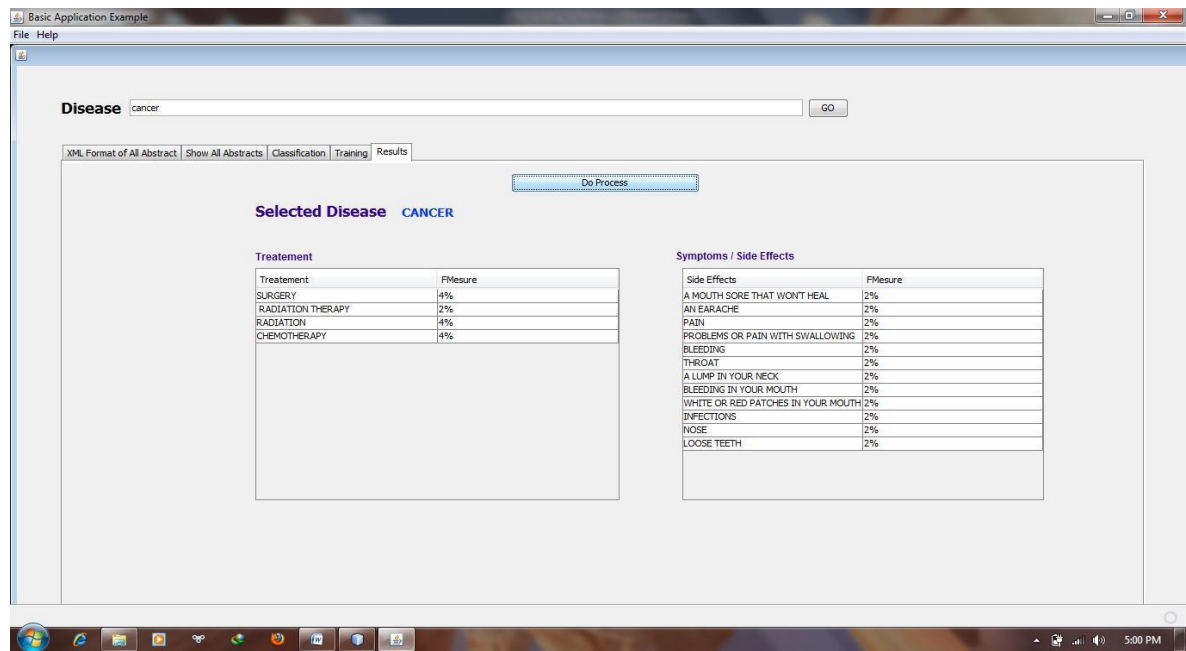 Basic Application Example
File Help
Disease cancer GO
XML Format of All Abstract Show All Abstracts Classification Training Results
Do Process
Selected Disease CANCER
Treatement
Treatement FMesure
SURGERY 4%
RADIATION THERAPY 2%
RADIATION 4%
CHEMOTHERAPY 4%
Symptoms / Side Effects
Side Effects FMesure
A MOUTH SORE THAT WON'T HEAL 2%
AN EARACHE 2%
PAIN 2%
PROBLEMS OR PAIN WITH SWALLOWING 2%
BLEEDING 2%
THROAT 2%
A LUMP IN YOUR NECK 2%
BLEEDING IN YOUR MOUTH 2%
WHITE OR RED PATCHES IN YOUR MOUTH 2%
INFECTIONS 2%
NOSE 2%
LOOSE TEETH 2%
5:00 PM